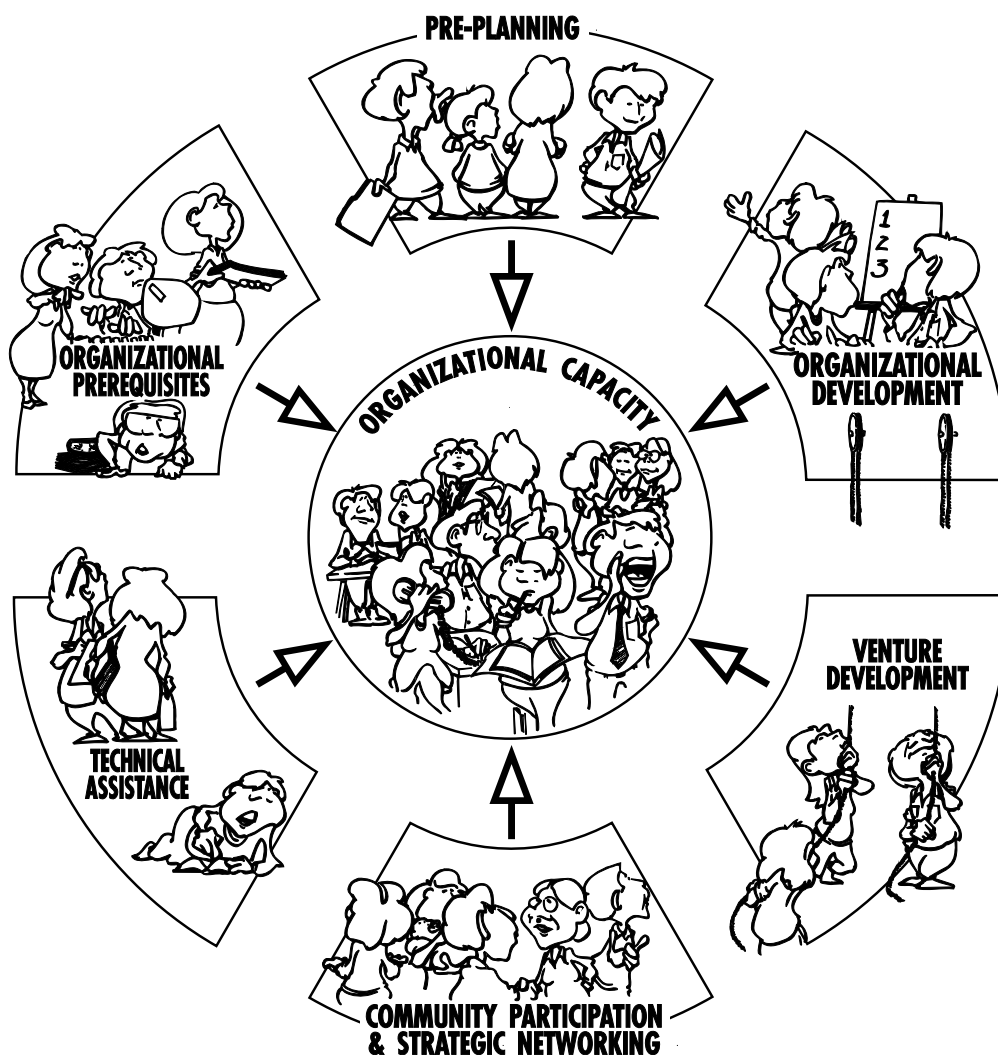 PRE-PLANNING
1
2
3
ORGANIZATIONAL
PREREQUISITES
ORGANIZATIONAL CAPACITY
ORGANIZATIONAL
DEVELOPMENT
TECHNICAL
ASSISTANCE
VENTURE
DEVELOPMENT
COMMUNITY PARTICIPATION
& STRATEGIC NETWORKING